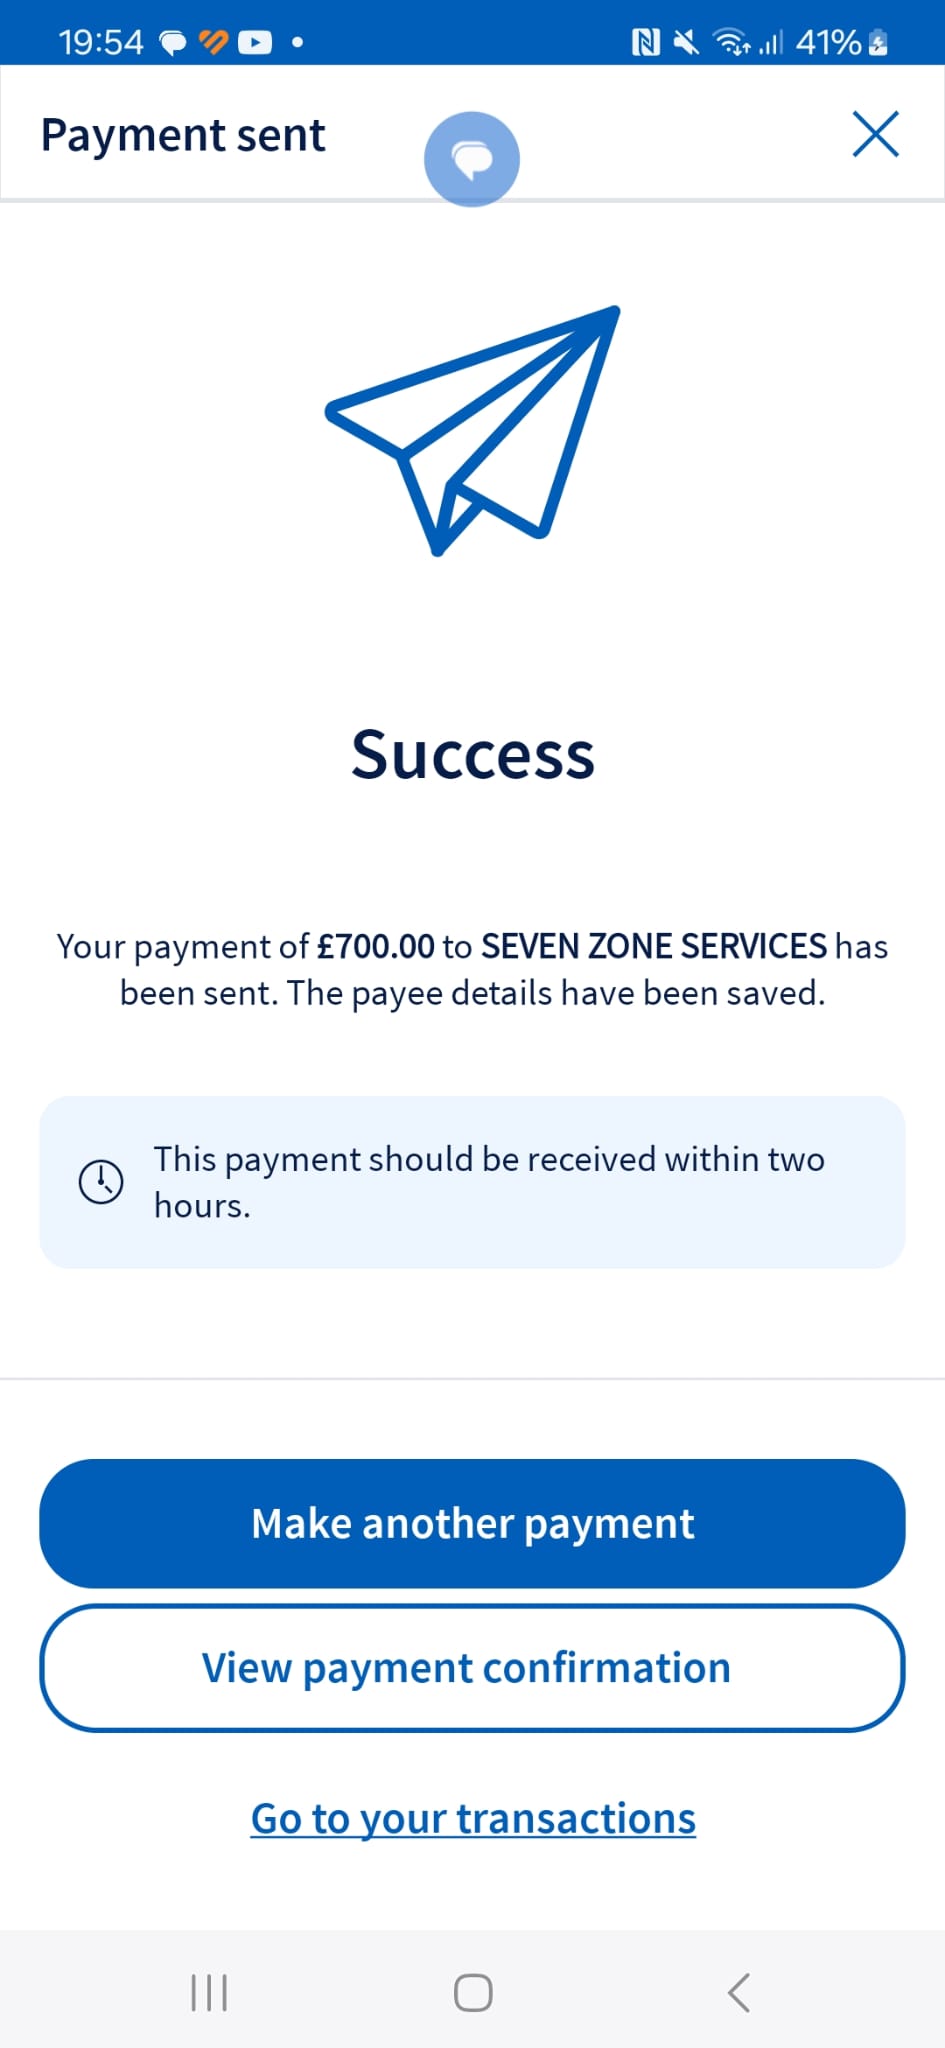 19:54
41%
Payment sent
Success
Your payment of £700.00 to SEVEN ZONE SERVICES has
been sent. The payee details have been saved.
This payment should be received within two
hours.
Make another payment
View payment confirmation
Go to your transactions